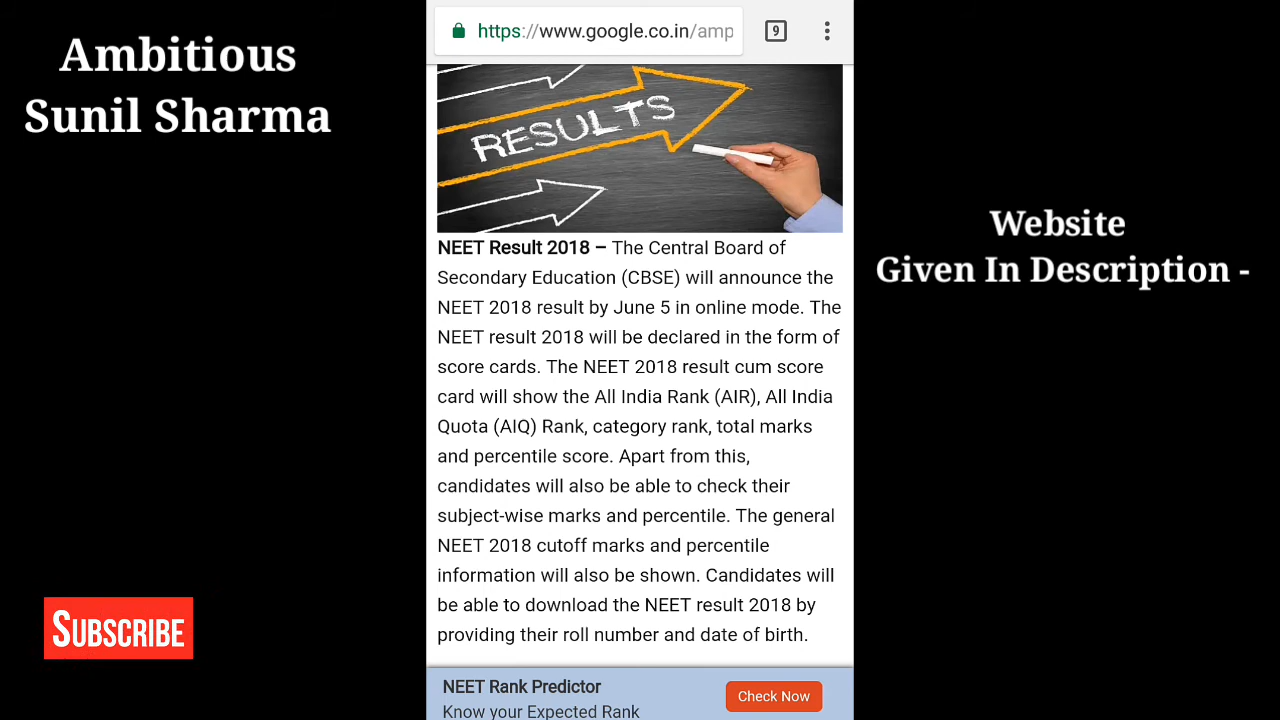 Ambitious
Sunil Sharma
https://www.google.co.in/amp
9
RESULTS
NEET Result 2018 – The Central Board of
Secondary Education (CBSE) will announce the
NEET 2018 result by June 5 in online mode. The
NEET result 2018 will be declared in the form of
score cards. The NEET 2018 result cum score
card will show the All India Rank (AIR), All India
Quota (AIQ) Rank, category rank, total marks
and percentile score. Apart from this,
candidates will also be able to check their
subject-wise marks and percentile. The general
NEET 2018 cutoff marks and percentile
information will also be shown. Candidates will
be able to download the NEET result 2018 by
providing their roll number and date of birth.
NEET Rank Predictor
Know your Expected Rank
Check Now
Website
Given In Description -
SUBSCRIBE